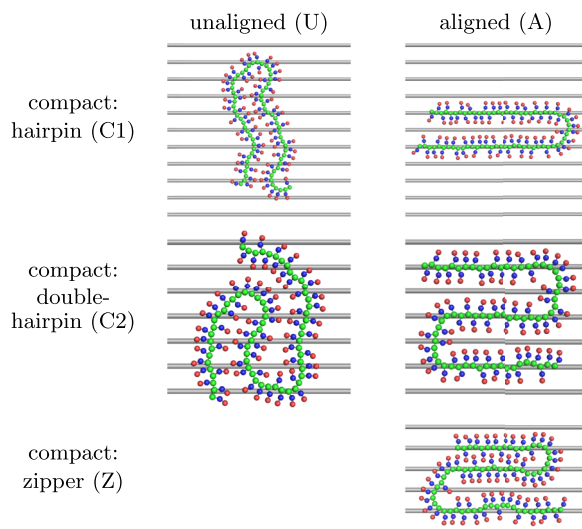 unaligned (U)
aligned (A)
compact:
hairpin (C1)
compact:
double-
hairpin (C2)
compact:
zipper (Z)